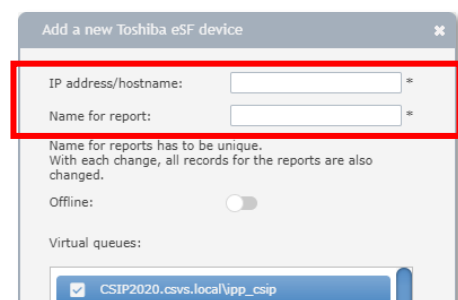 Add a new Toshiba eSF device
IP address/hostname: *
Name for report: *
Name for reports has to be unique.
With each change, all records for the reports are also
changed.
Offline:
Virtual queues:
CSIP2020.csvs.local\ipp_csip